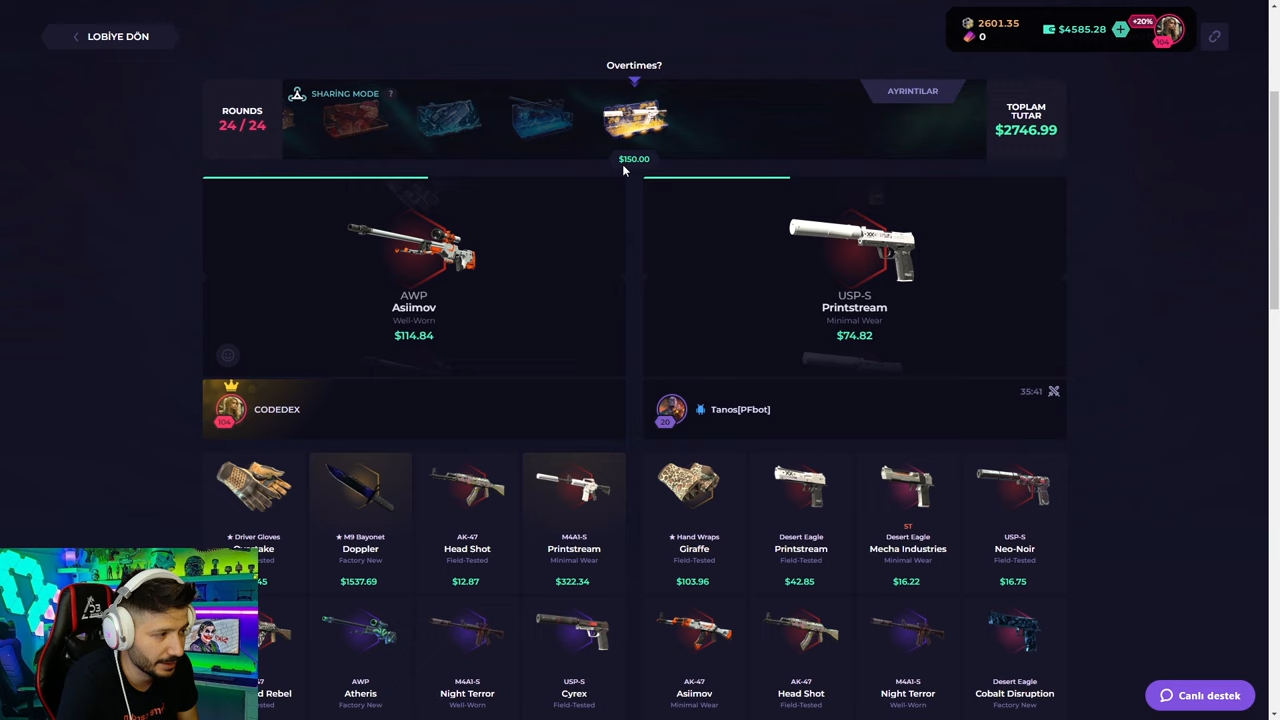 LOBİYE DÖN
2601.35
0
$4585.28
+20%
104
Overtimes?
ROUNDS
24 / 24
SHARİNG MODE ?
AYRINTILAR
TOPLAM
TUTAR
$2746.99
$150.00
AWP
Asiimov
Well-Worn
$114.84
USP-S
Printstream
Minimal Wear
$74.82
104
CODEDEX
20
Tanos[PFbot]
35:41
★ Driver Gloves
★ M9 Bayonet
Doppler
Factory New
$1537.69
AK-47
Head Shot
Field-Tested
$12.87
M4A1-S
Printstream
Minimal Wear
$322.34
★ Hand Wraps
Giraffe
Field-Tested
$103.96
Desert Eagle
Printstream
Field-Tested
$42.85
ST
Desert Eagle
Mecha Industries
Minimal Wear
$16.22
USP-S
Neo-Noir
Field-Tested
$16.75
Rebel
AWP
Atheris
Factory New
M4A1-S
Night Terror
Well-Worn
USP-S
Cyrex
Field-Tested
AK-47
Asiimov
Minimal Wear
AK-47
Head Shot
Field-Tested
M4A1-S
Night Terror
Well-Worn
Desert Eagle
Cobalt Disruption
Factory New
Canlı destek